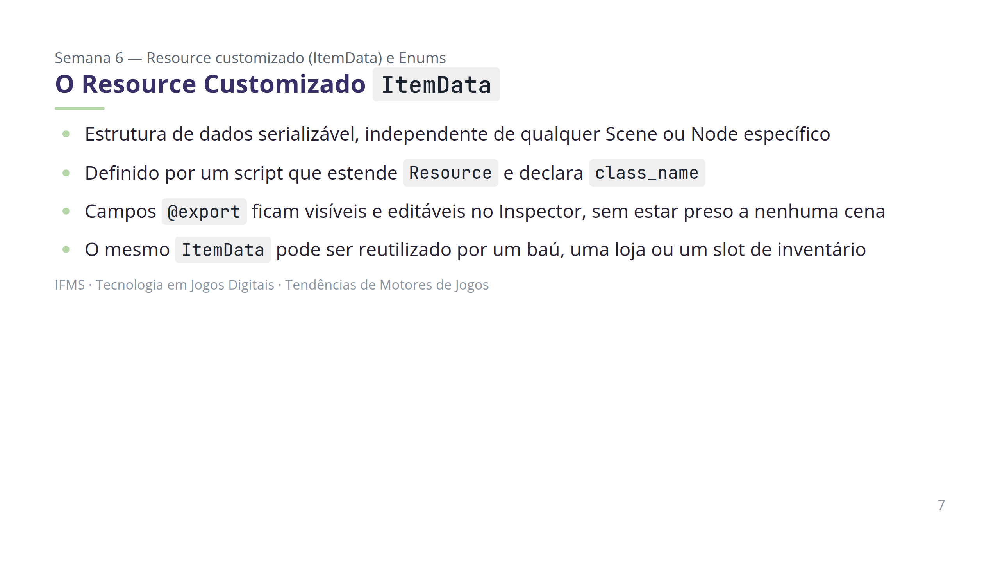 Semana 6 — Resource customizado (ItemData) e Enums
O Resource Customizado ItemData
Estrutura de dados serializável, independente de qualquer Scene ou Node específico
Definido por um script que estende Resource e declara class_name
Campos @export ficam visíveis e editáveis no Inspector, sem estar preso a nenhuma cena
O mesmo ItemData pode ser reutilizado por um baú, uma loja ou um slot de inventário
IFMS · Tecnologia em Jogos Digitais · Tendências de Motores de Jogos
7